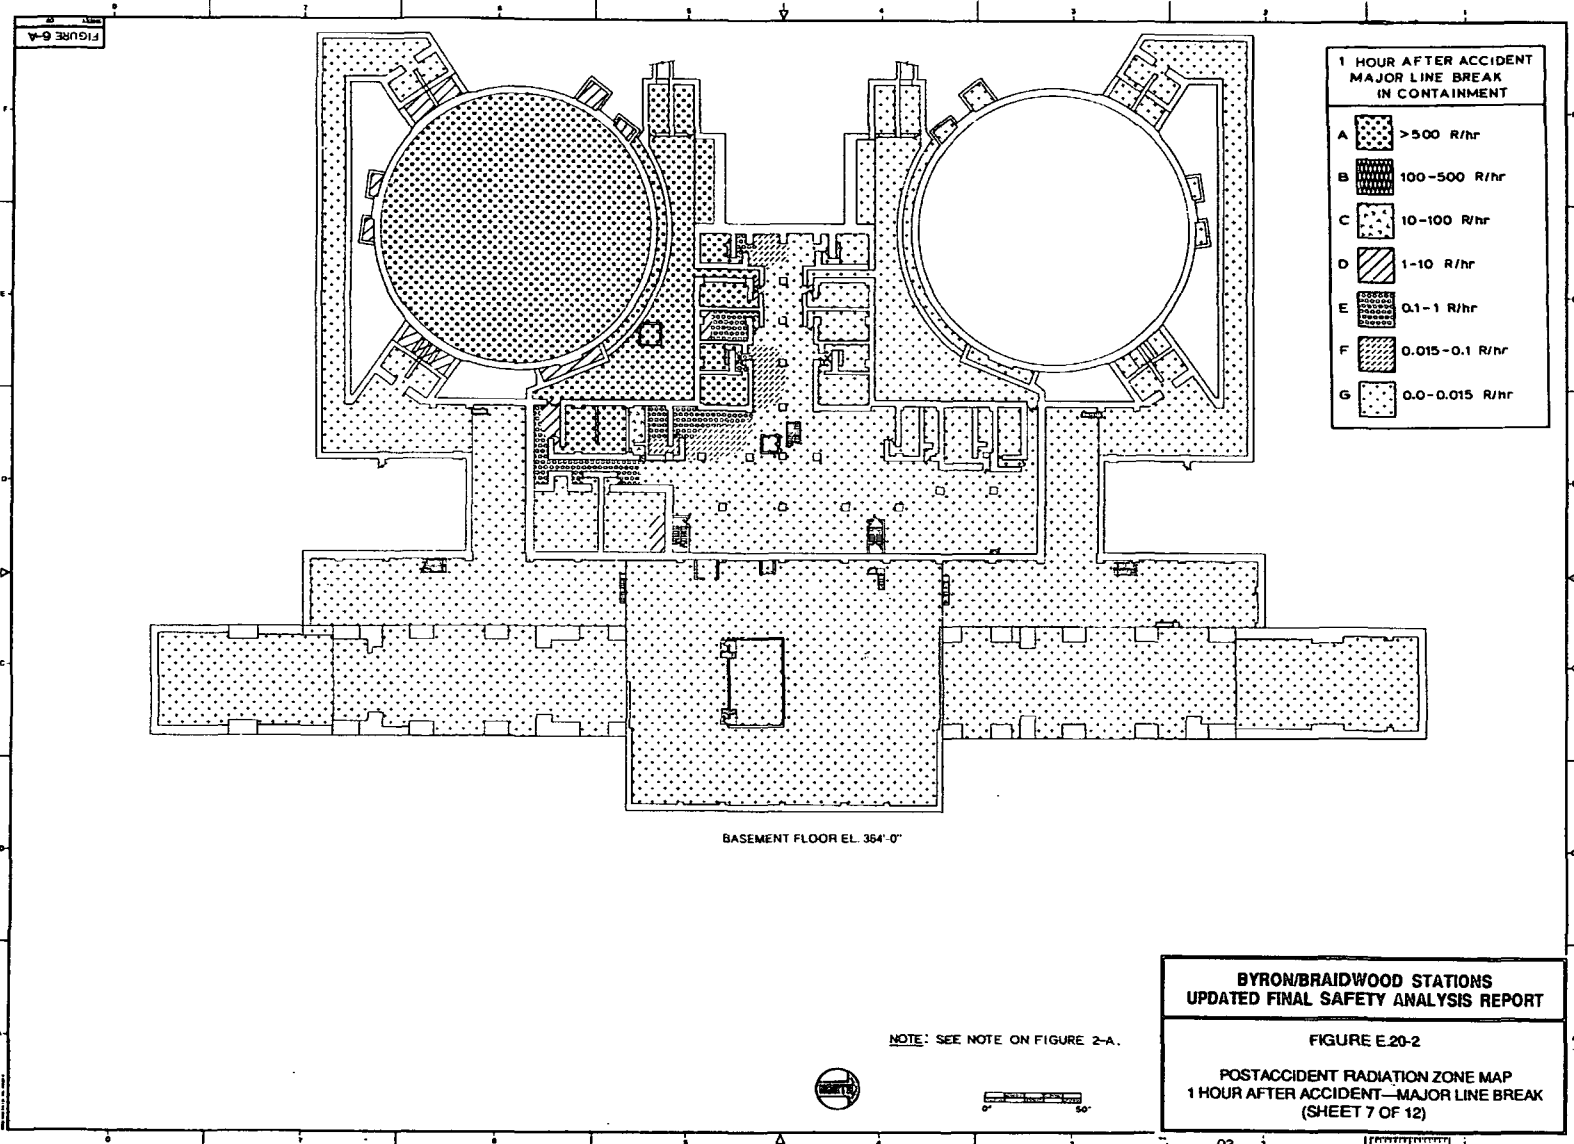 FIGURE 6-A
1 HOUR AFTER ACCIDENT
MAJOR LINE BREAK
IN CONTAINMENT
A >500 R/hr
B 100-500 R/hr
C 10-100 R/hr
D 1-10 R/hr
E 0.1-1 R/hr
F 0.015-0.1 R/hr
G 0.0-0.015 R/hr
BASEMENT FLOOR EL. 364'-0"
NOTE: SEE NOTE ON FIGURE 2-A.
NORTH
0' 50'
BYRON/BRAIDWOOD STATIONS
UPDATED FINAL SAFETY ANALYSIS REPORT
FIGURE E.20-2
POSTACCIDENT RADIATION ZONE MAP
1 HOUR AFTER ACCIDENT—MAJOR LINE BREAK
(SHEET 7 OF 12)